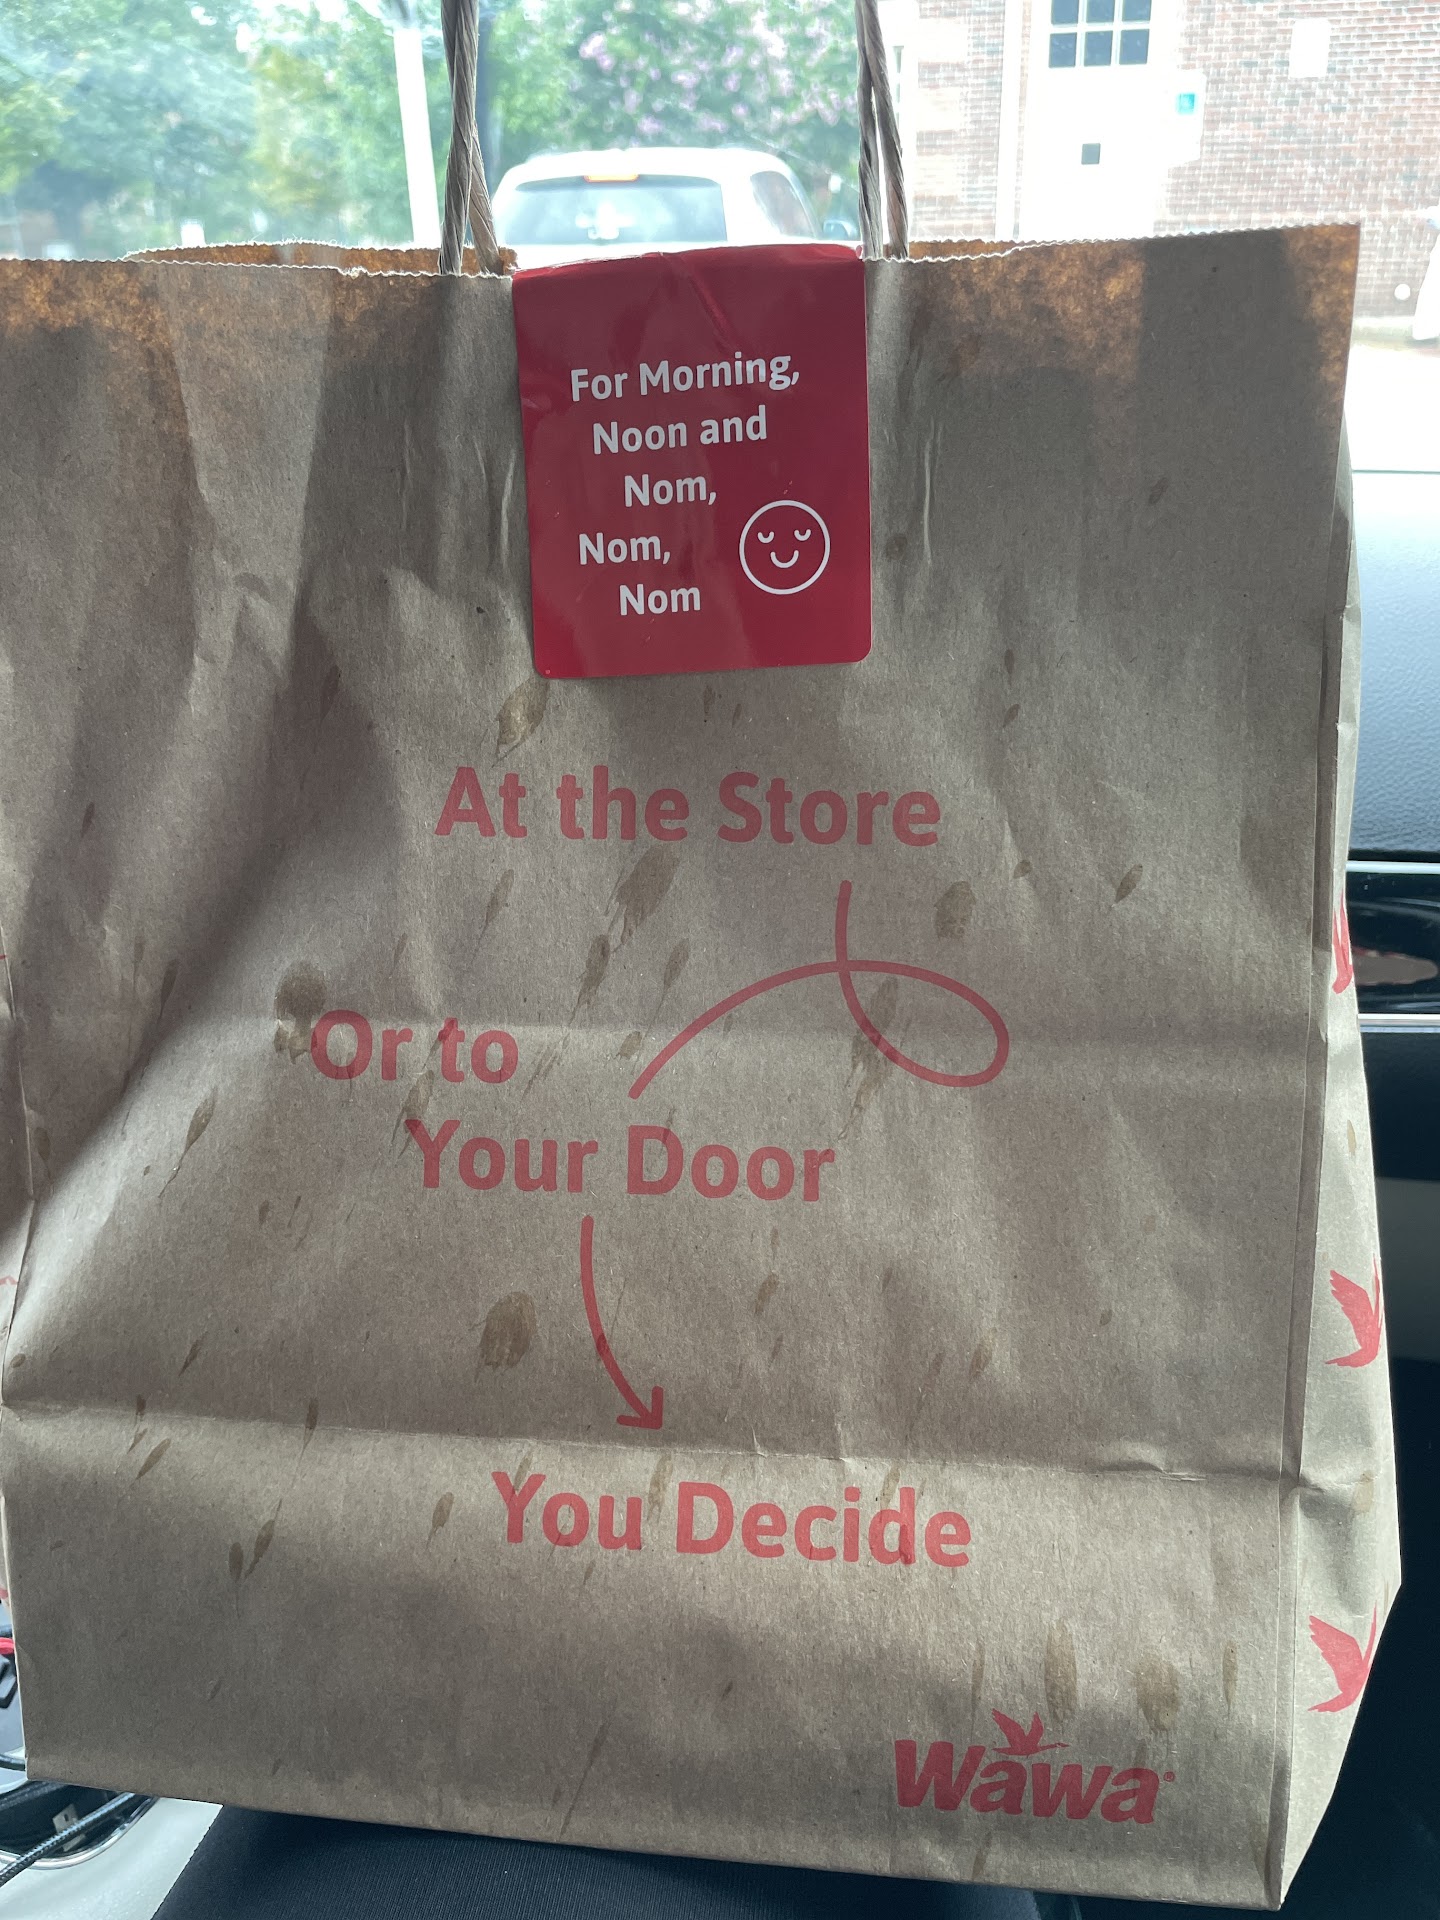 For Morning,
Noon and
Nom,
Nom,
Nom
At the Store
Or to
Your Door
You Decide
Wawa®